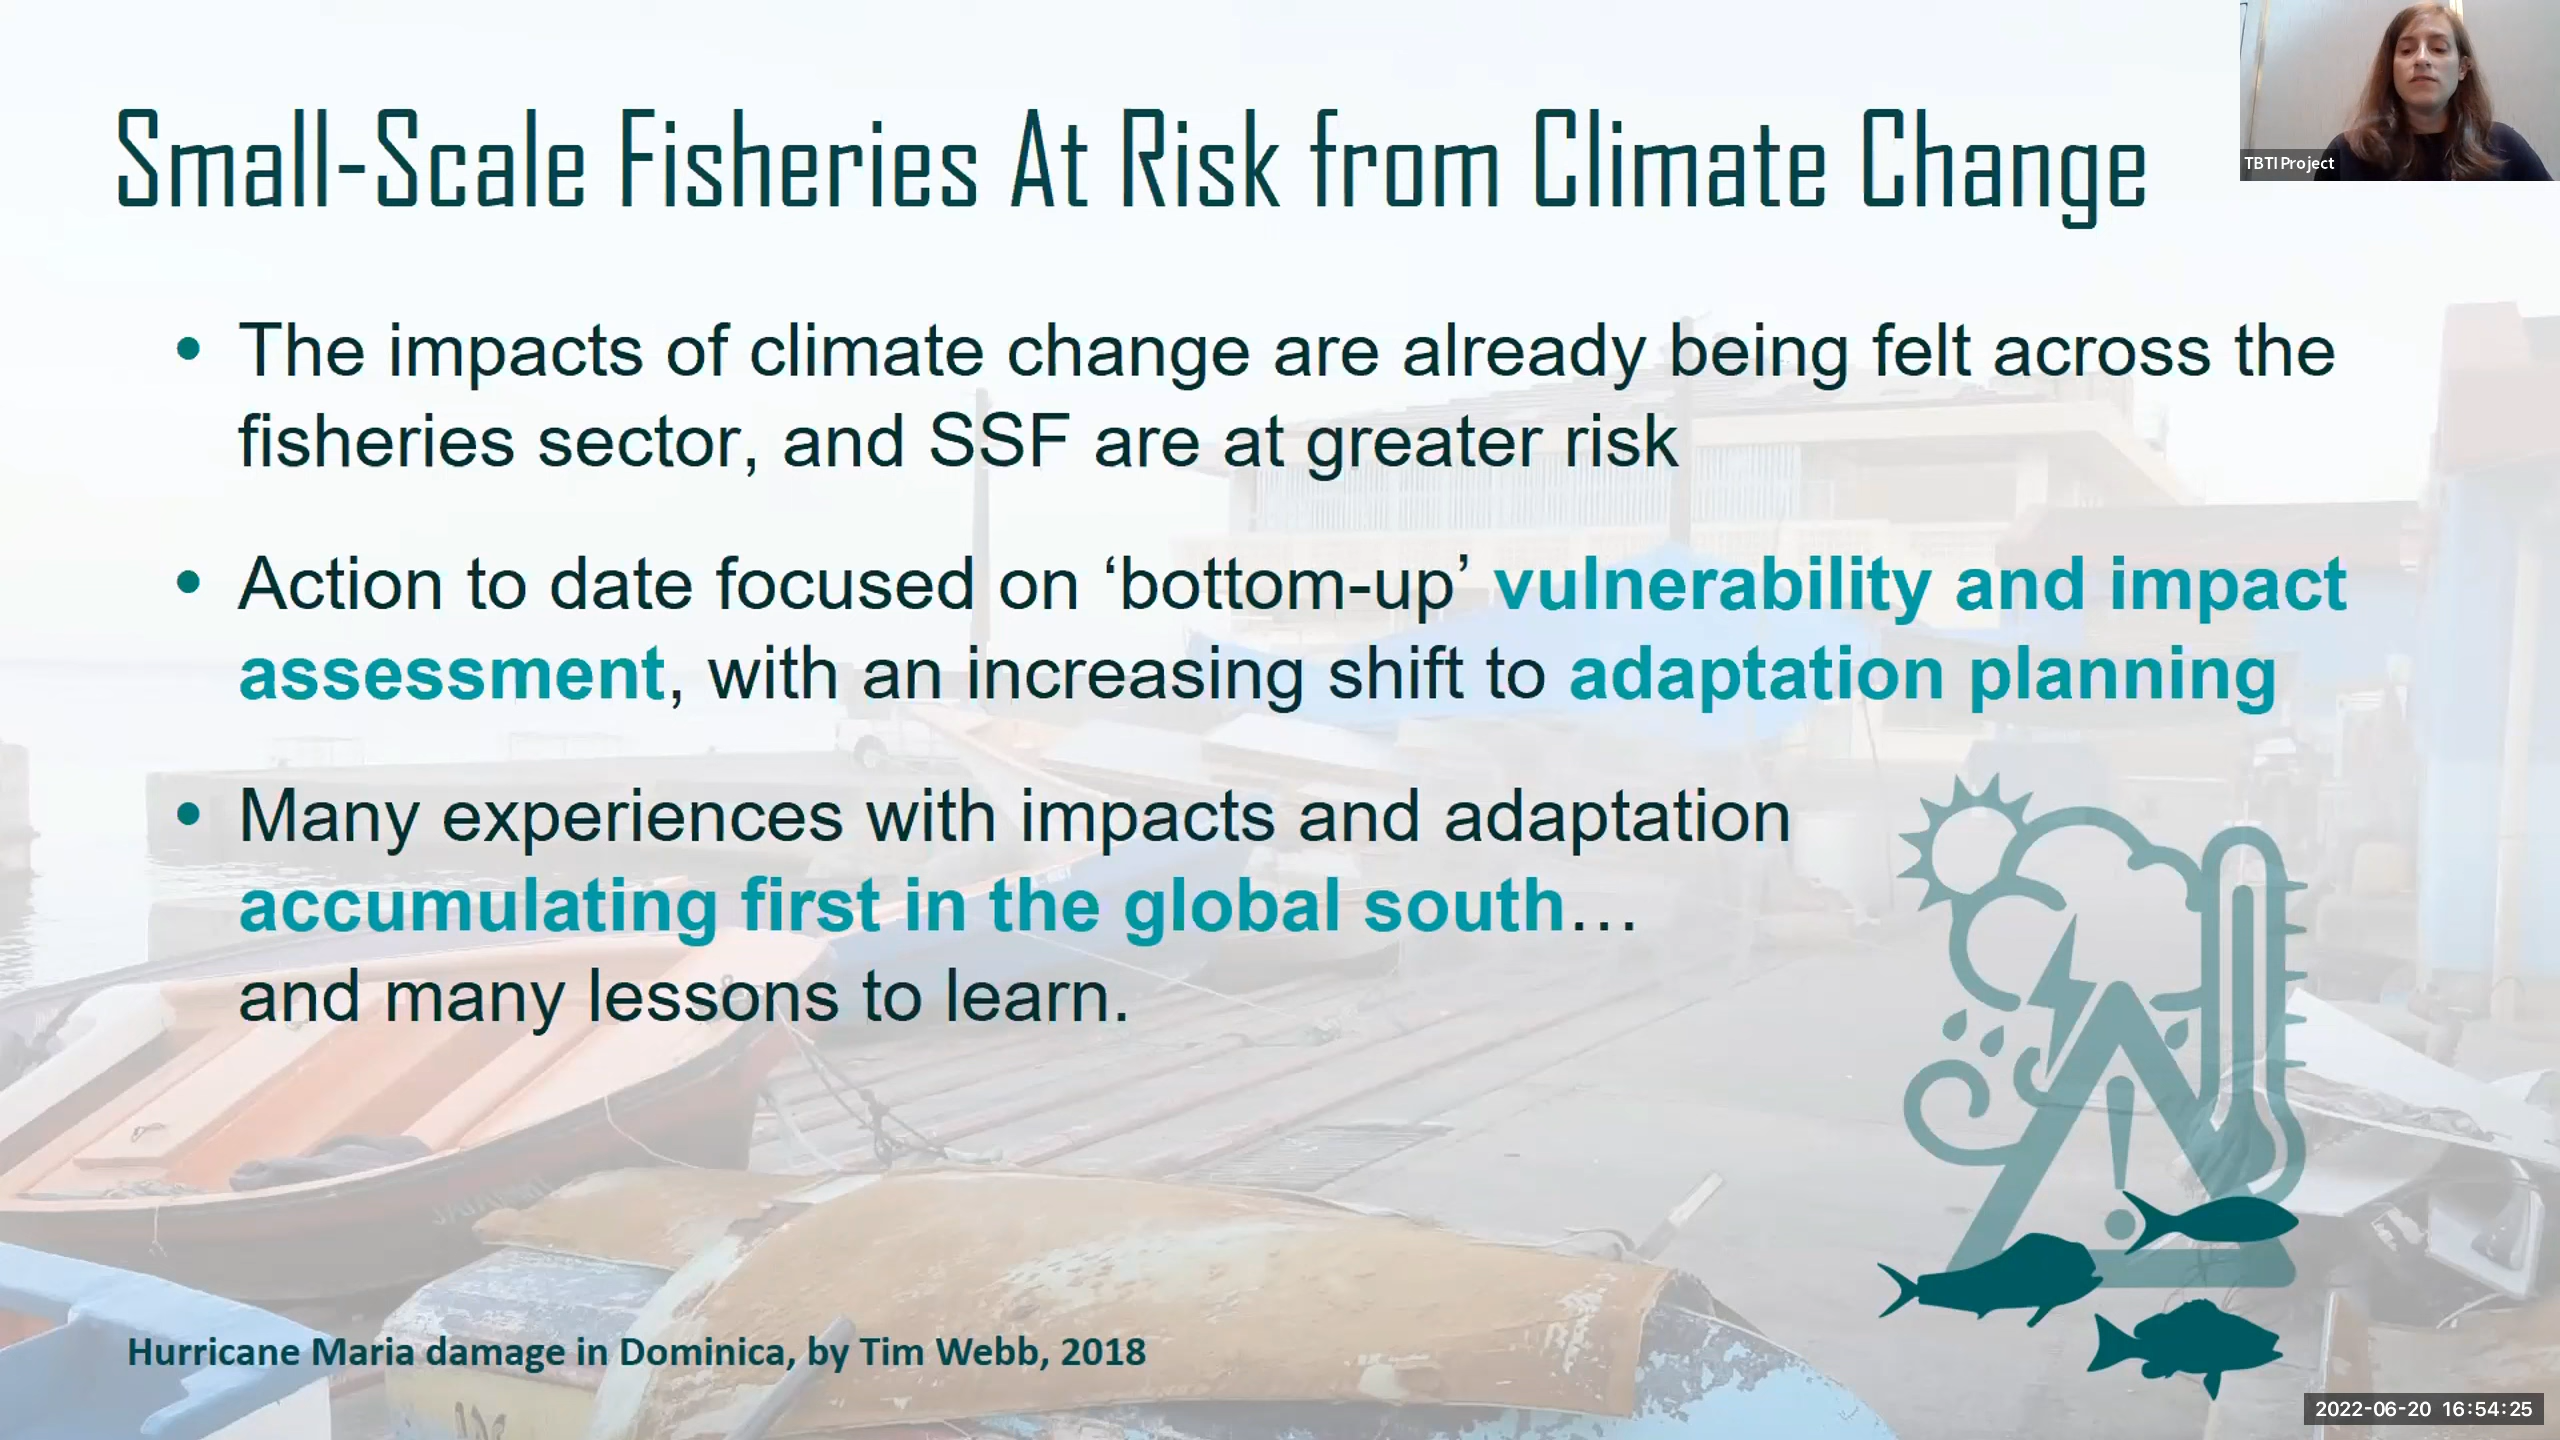 Small-Scale Fisheries At Risk from Climate Change
TBTI Project
• The impacts of climate change are already being felt across the
fisheries sector, and SSF are at greater risk
• Action to date focused on ‘bottom-up’ vulnerability and impact
assessment, with an increasing shift to adaptation planning
• Many experiences with impacts and adaptation
accumulating first in the global south…
and many lessons to learn.
Hurricane Maria damage in Dominica, by Tim Webb, 2018
2022-06-20 16:54:25